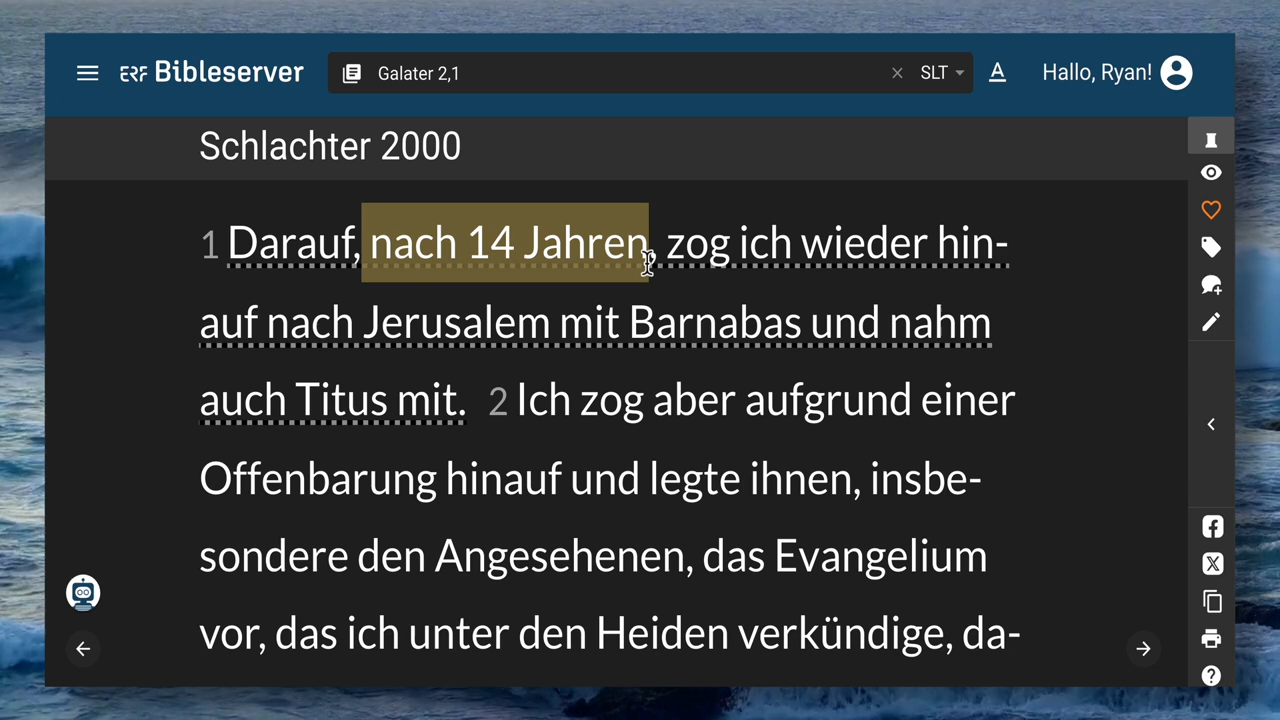 ERF Bibleserver
Galater 2,1
SLT
A
Hallo, Ryan!
Schlachter 2000
1 Darauf, nach 14 Jahren, zog ich wieder hin-
auf nach Jerusalem mit Barnabas und nahm
auch Titus mit. 2 Ich zog aber aufgrund einer
Offenbarung hinauf und legte ihnen, insbe-
sondere den Angesehenen, das Evangelium
vor, das ich unter den Heiden verkündige, da-